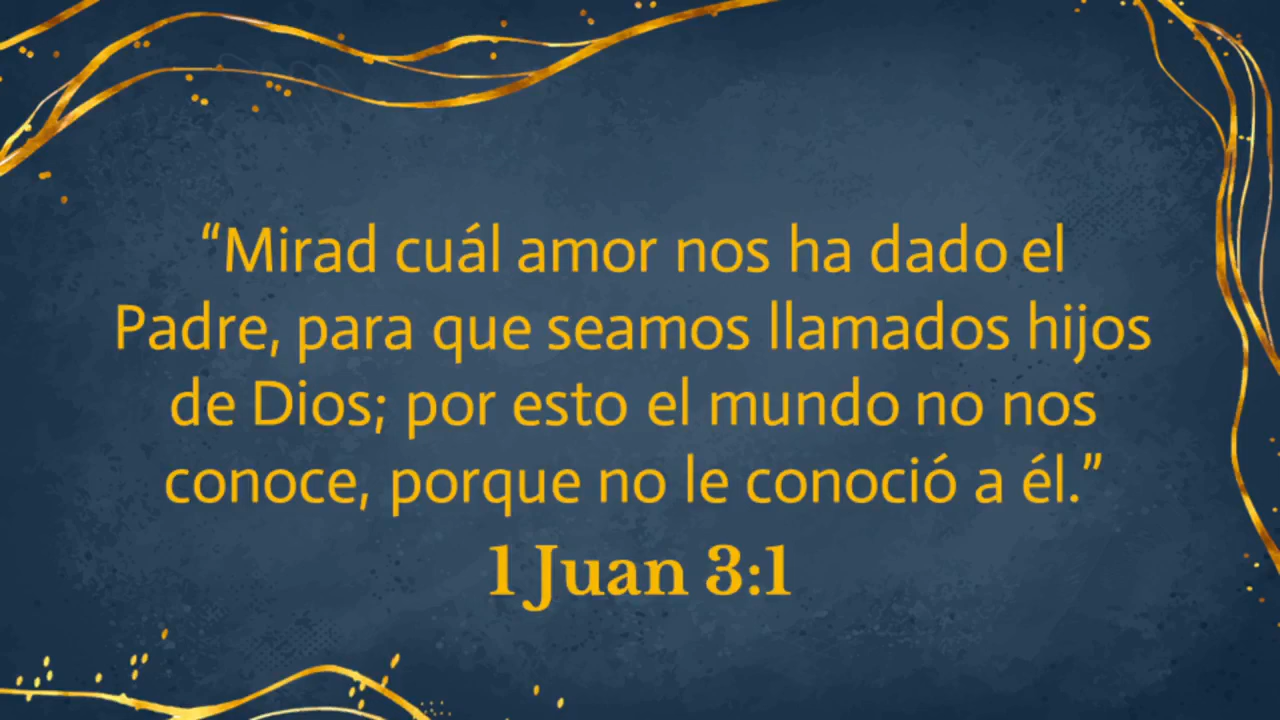 “Mirad cuál amor nos ha dado el
Padre, para que seamos llamados hijos
de Dios; por esto el mundo no nos
conoce, porque no le conoció a él.”
1 Juan 3:1